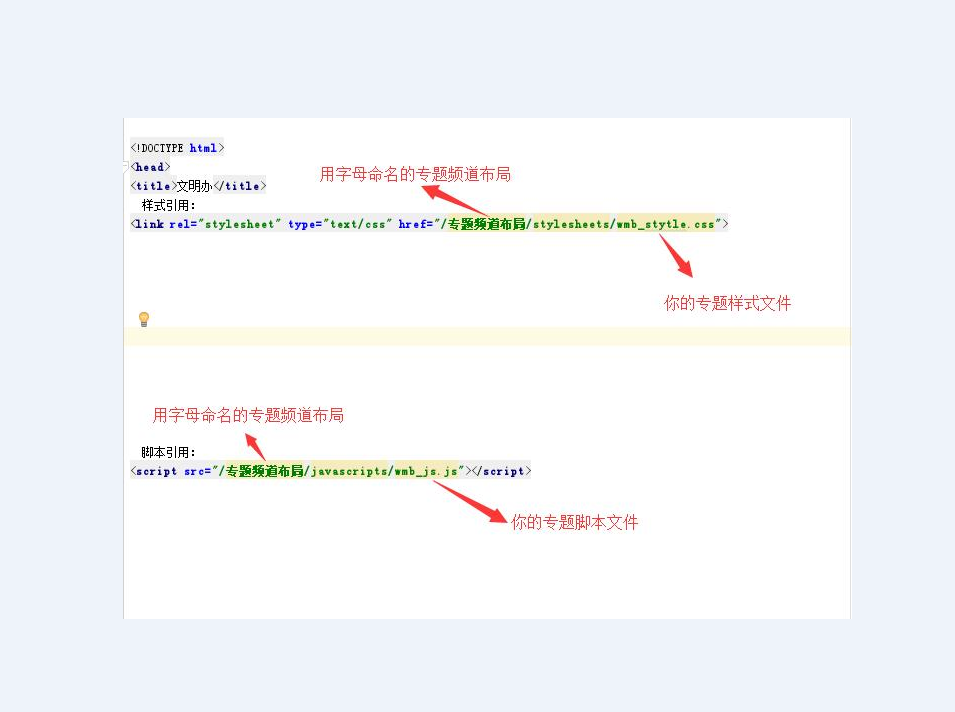 <!DOCTYPE html>
<head>
用字母命名的专题频道布局
<title>文明办</title>
样式引用:
<link rel="stylesheet" type="text/css" href="/专题频道布局/stylesheets/wmb_stytle.css">
你的专题样式文件
用字母命名的专题频道布局
脚本引用:
<script src="/专题频道布局/javascripts/wmb_js.js"></script>
你的专题脚本文件